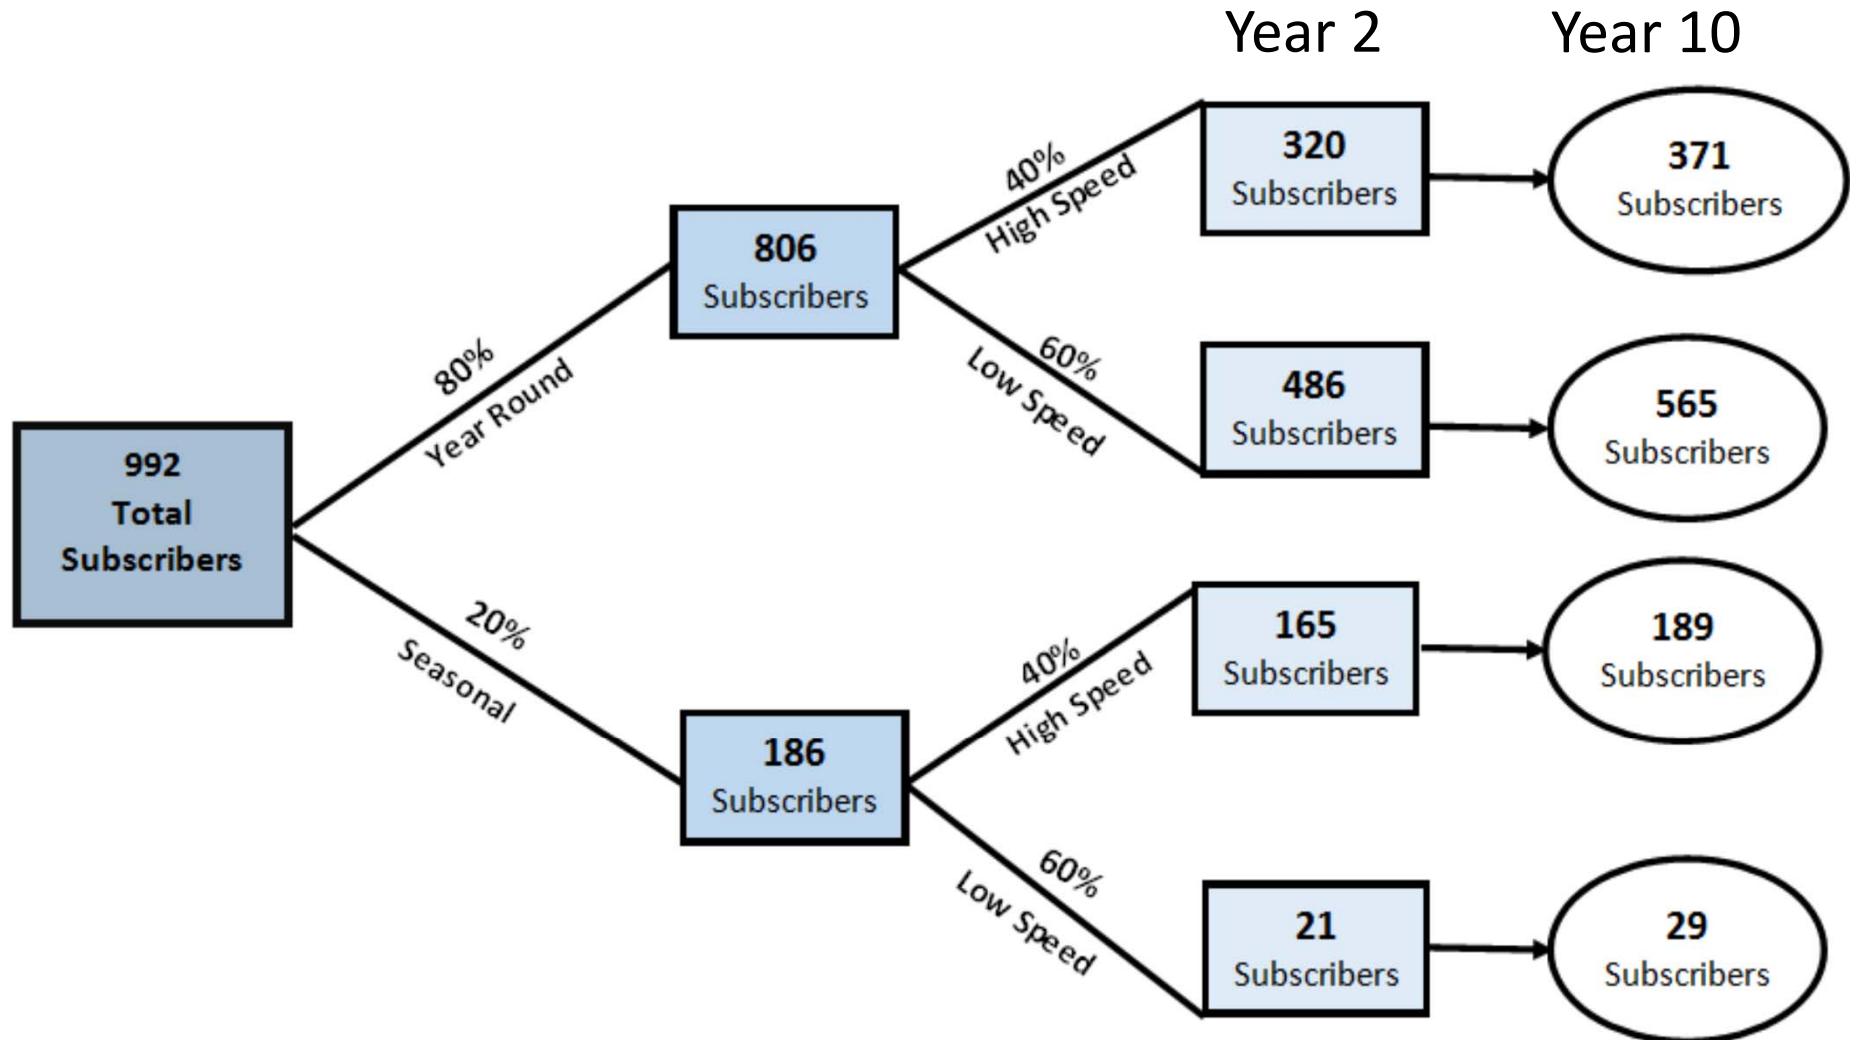 Year 2
Year 10
992
Total
Subscribers
80%
Year Round
20%
Seasonal
806
Subscribers
186
Subscribers
40%
High Speed
60%
Low Speed
40%
High Speed
60%
Low Speed
320
Subscribers
371
Subscribers
486
Subscribers
565
Subscribers
165
Subscribers
189
Subscribers
21
Subscribers
29
Subscribers